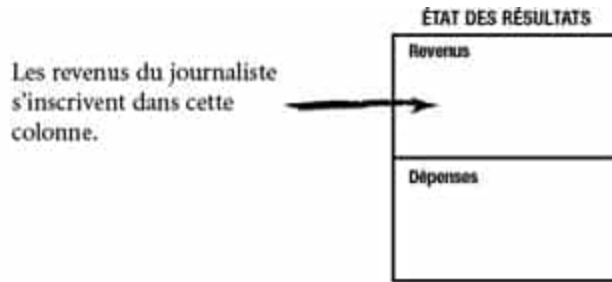 ÉTAT DES RÉSULTATS
Revenus
Les revenus du journaliste
s'inscrivent dans cette
colonne.
Dépenses